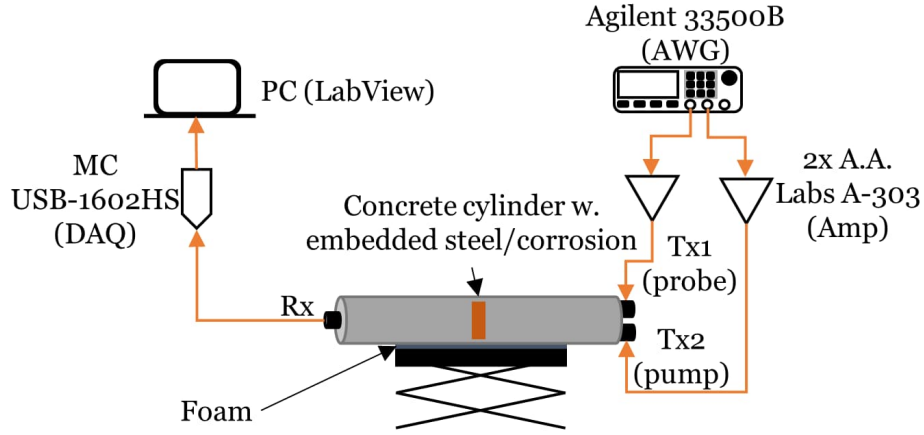 Agilent 33500B
(AWG)
PC (LabView)
MC
USB-1602HS
(DAQ)
2x A.A.
Labs A-303
(Amp)
Concrete cylinder w.
embedded steel/corrosion
Tx1
(probe)
Rx
Tx2
(pump)
Foam